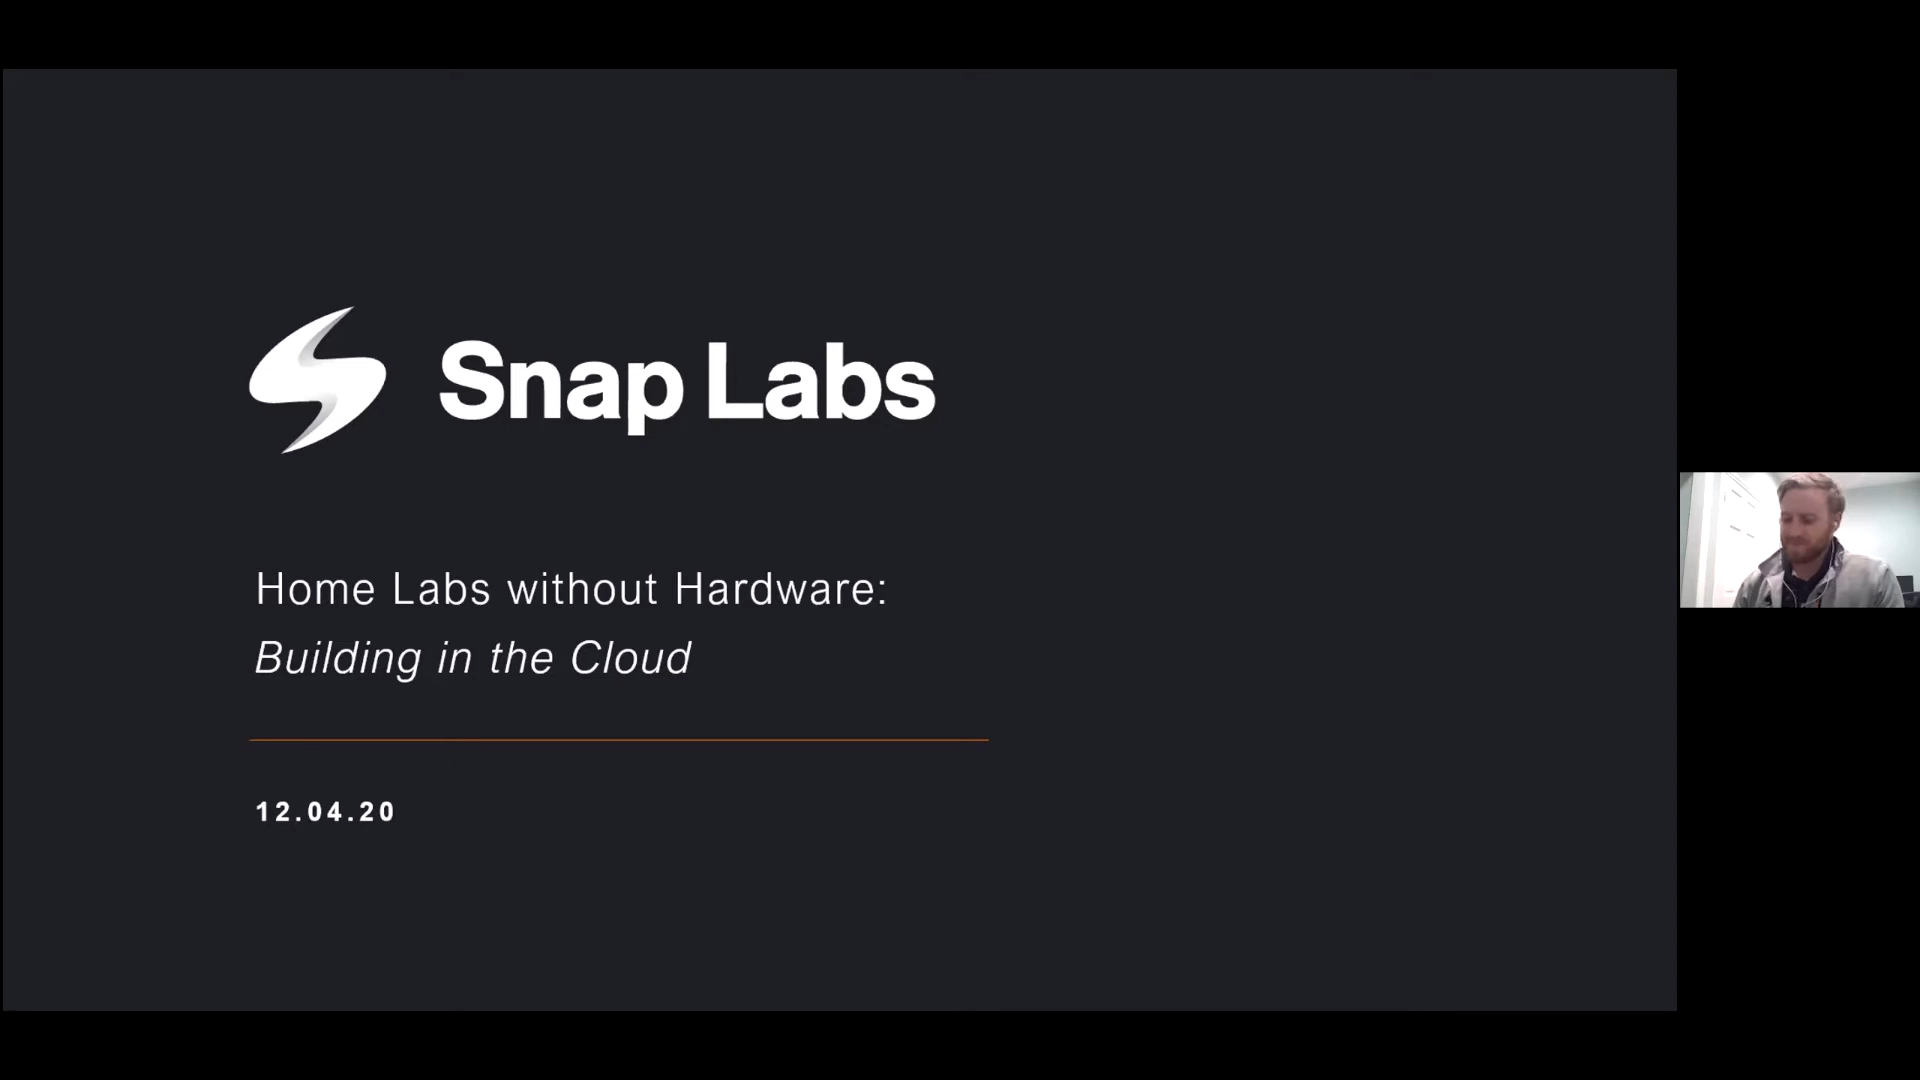 Snap Labs
Home Labs without Hardware:
Building in the Cloud
12.04.20